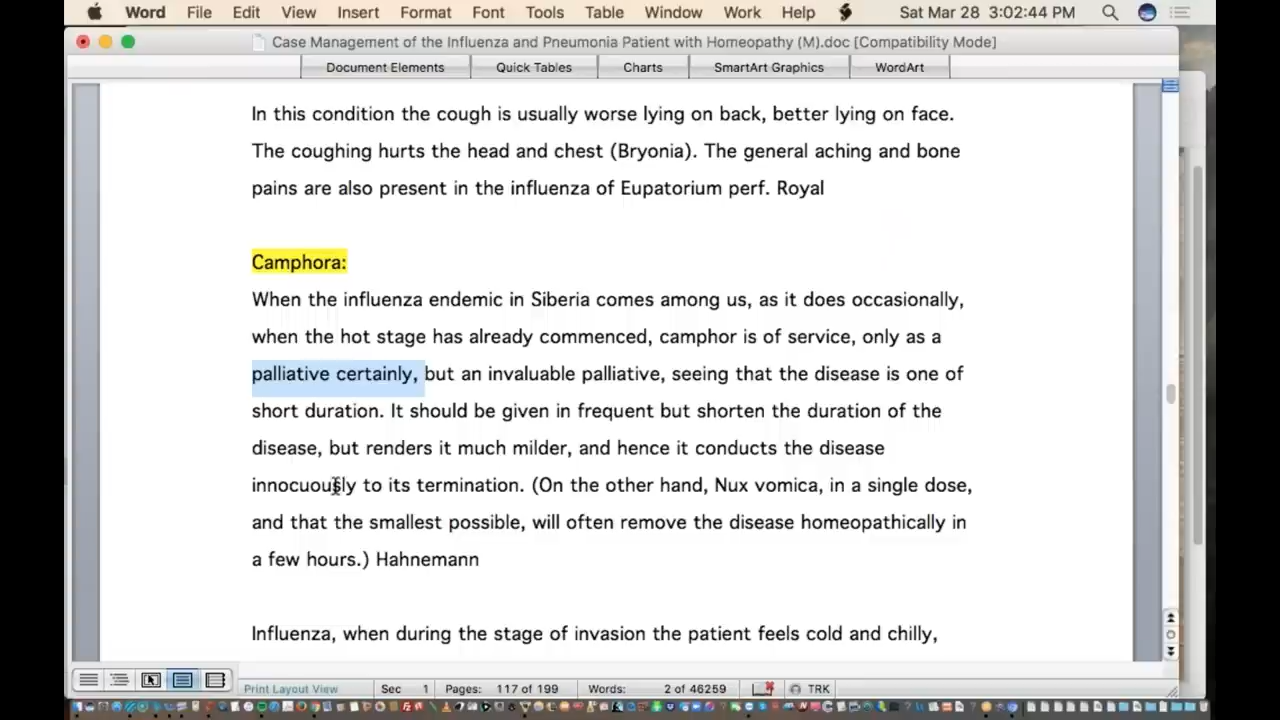 Word File Edit View Insert Format Font Tools Table Window Work Help Sat Mar 28 3:02:44 PM
Case Management of the Influenza and Pneumonia Patient with Homeopathy (M).doc [Compatibility Mode]
Document Elements Quick Tables Charts SmartArt Graphics WordArt
In this condition the cough is usually worse lying on back, better lying on face.
The coughing hurts the head and chest (Bryonia). The general aching and bone
pains are also present in the influenza of Eupatorium perf. Royal
Camphora:
When the influenza endemic in Siberia comes among us, as it does occasionally,
when the hot stage has already commenced, camphor is of service, only as a
palliative certainly, but an invaluable palliative, seeing that the disease is one of
short duration. It should be given in frequent but shorten the duration of the
disease, but renders it much milder, and hence it conducts the disease
innocuously to its termination. (On the other hand, Nux vomica, in a single dose,
and that the smallest possible, will often remove the disease homeopathically in
a few hours.) Hahnemann
Influenza, when during the stage of invasion the patient feels cold and chilly,
Print Layout View Sec 1 Pages: 117 of 199 Words: 2 of 46259 TRK